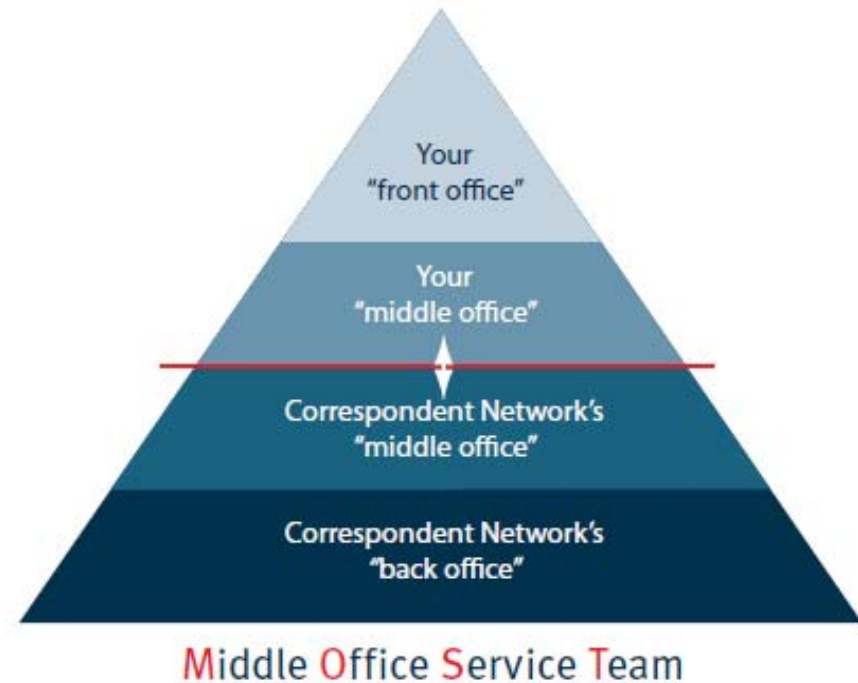 Your
“front office”
Your
“middle office”
Correspondent Network’s
“middle office”
Correspondent Network’s
“back office”
Middle Office Service Team